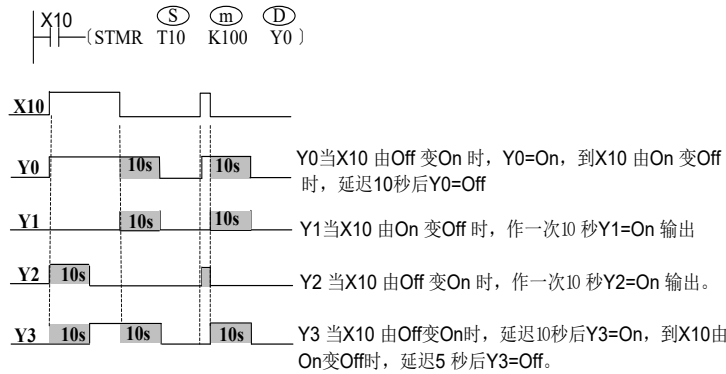 X10
S m D
STMR T10 K100 Y0
X10
Y0 10s 10s
Y0当X10 由Off 变On 时，Y0=On，到X10 由On 变Off
时，延迟10秒后Y0=Off
Y1 10s 10s
Y1当X10 由On 变Off 时，作一次10 秒Y1=On 输出
Y2 10s
Y2 当X10 由Off 变On 时，作一次10 秒Y2=On 输出。
Y3 10s 10s 10s
Y3 当X10 由Off变On时，延迟10秒后Y3=On，到X10由
On变Off时，延迟5 秒后Y3=Off。